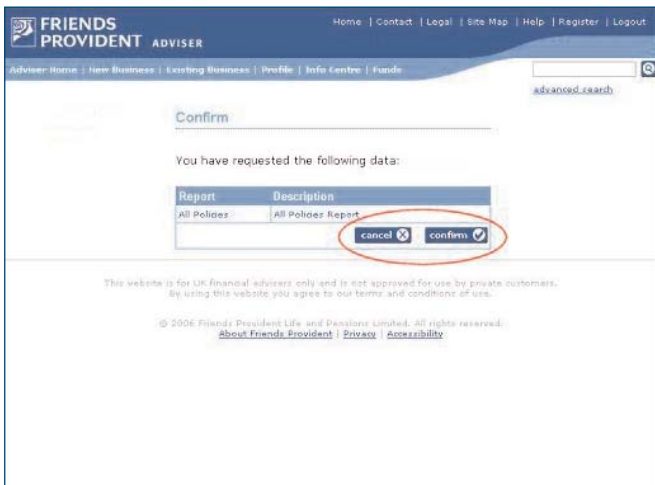 FRIENDS
PROVIDENT ADVISER
Home | Contact | Legal | Site Map | Help | Register | Logout
Adviser Home | New Business | Existing Business | Profile | Info Centre | Funds
advanced search
Confirm
You have requested the following data:
Report Description
All Policies All Policies Report
cancel confirm
This website is for UK financial advisers only and is not approved for use by private customers.
By using this website you agree to our terms and conditions of use.
© 2006 Friends Provident Life and Pensions Limited. All rights reserved.
About Friends Provident | Privacy | Accessibility